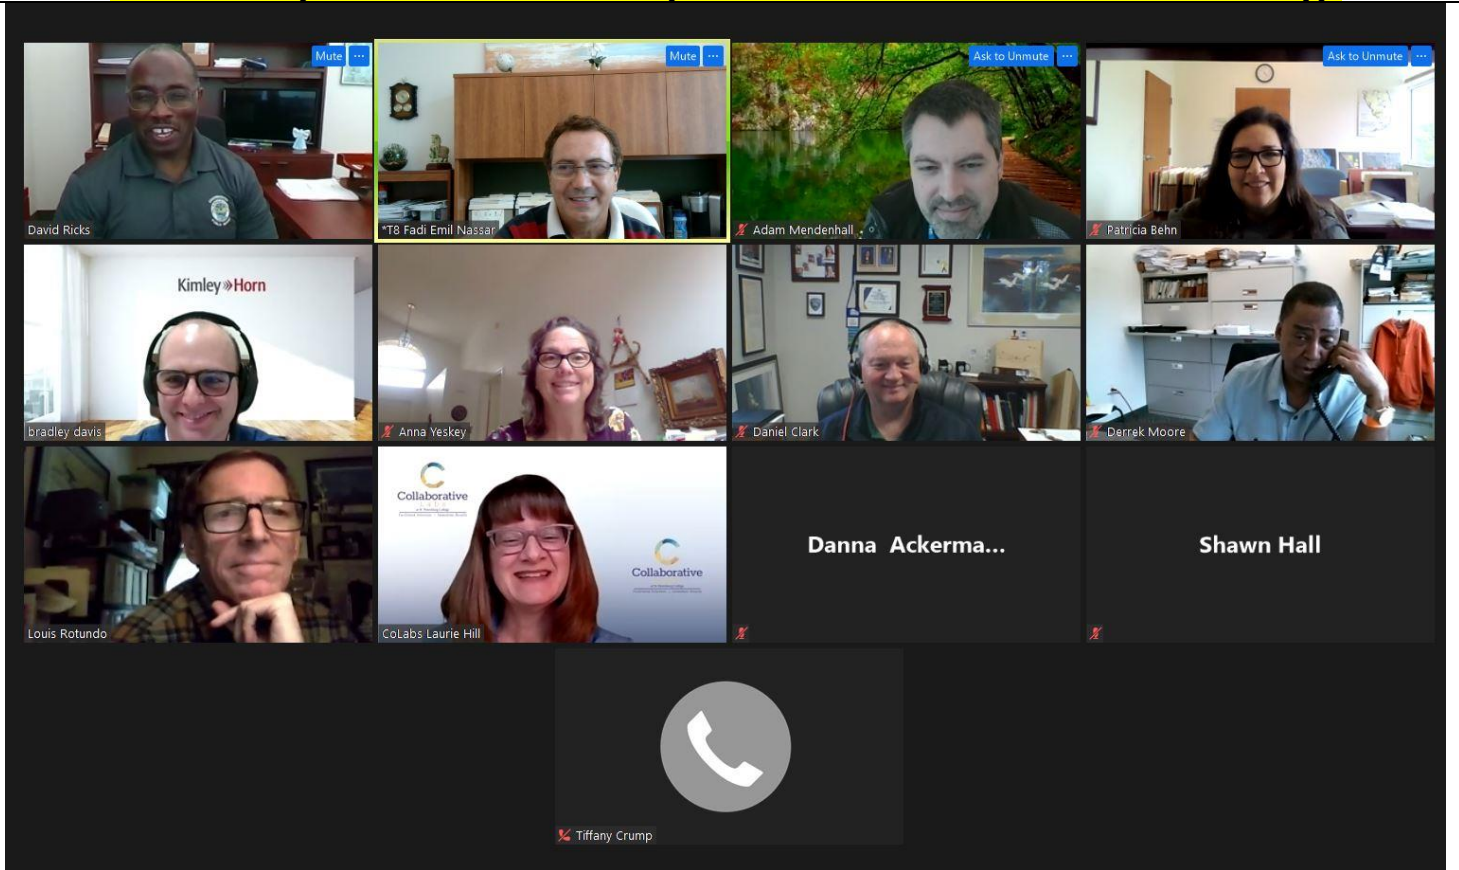 Mute ...
Mute ...
Ask to Unmute ...
Ask to Unmute ...
David Ricks
*T8 Fadi Emil Nassar
Adam Mendenhall
Patricia Behn
Kimley»Horn
bradley davis
Anna Yeskey
Daniel Clark
Derrek Moore
Collaborative
Labs
Collaborative
Louis Rotundo
CoLabs Laurie Hill
Danna Ackerma...
Shawn Hall
Tiffany Crump